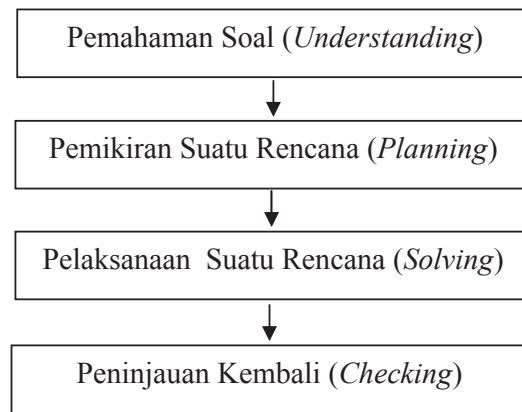 Pemahaman Soal (Understanding)
Pemikiran Suatu Rencana (Planning)
Pelaksanaan Suatu Rencana (Solving)
Peninjauan Kembali (Checking)